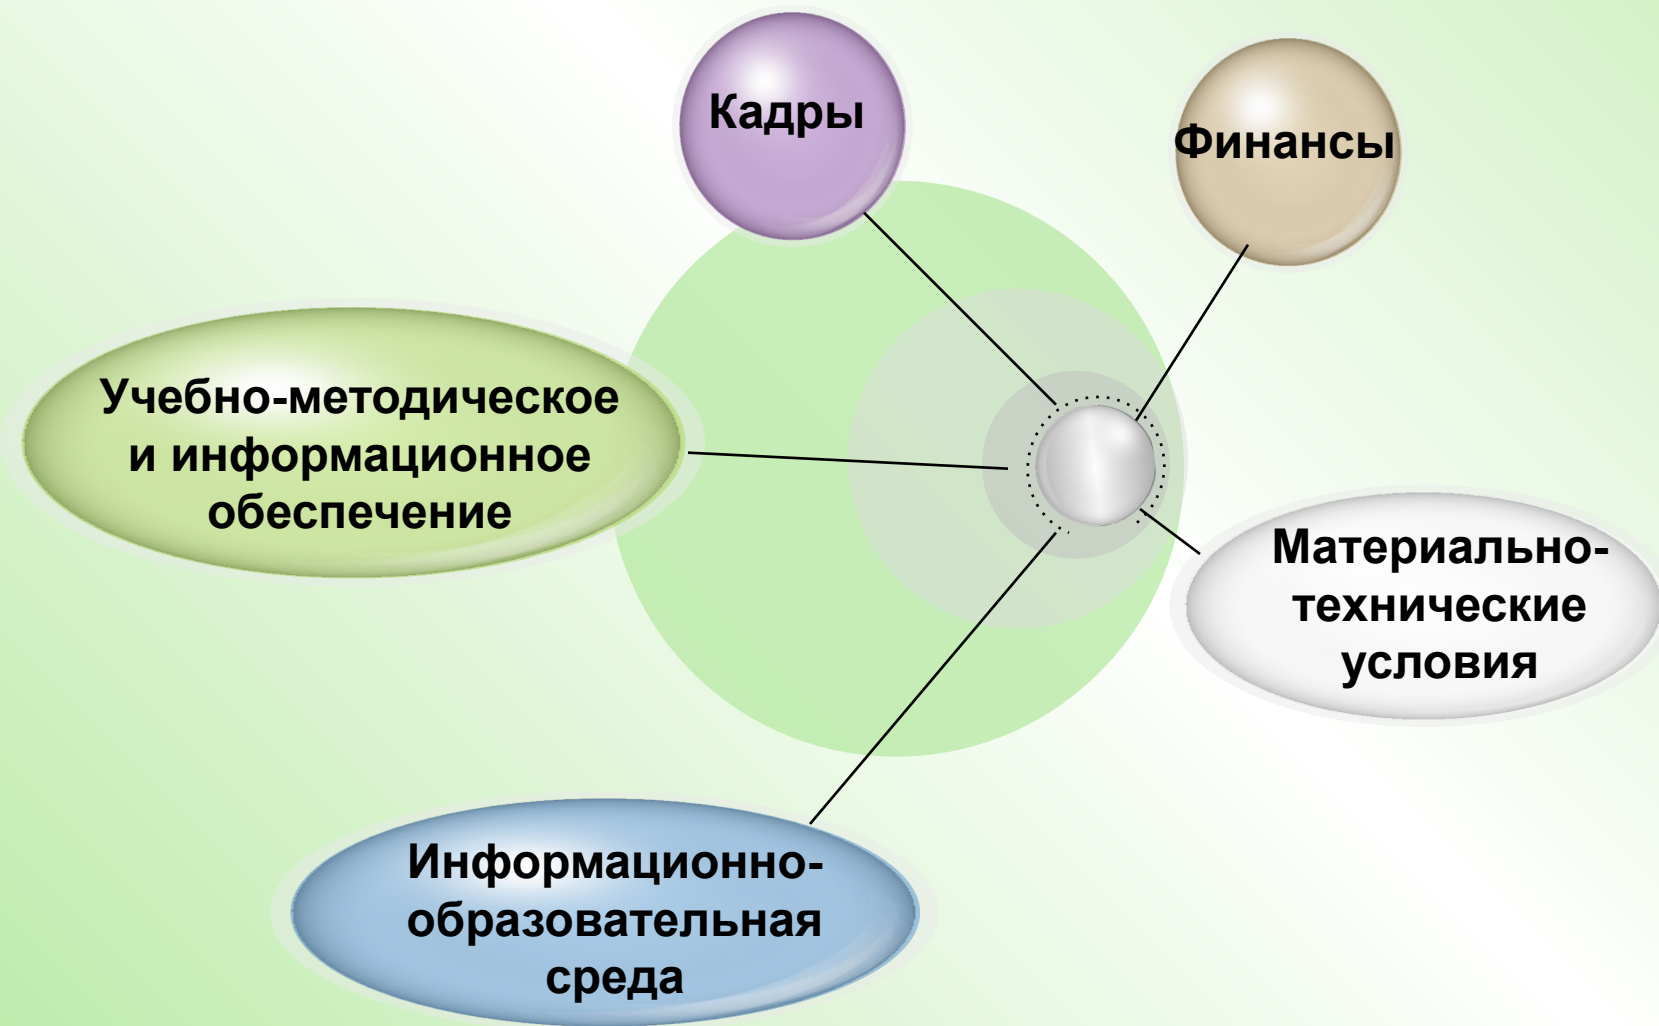 Кадры
Финансы
Учебно-методическое
и информационное
обеспечение
Материально-
технические
условия
Информационно-
образовательная
среда